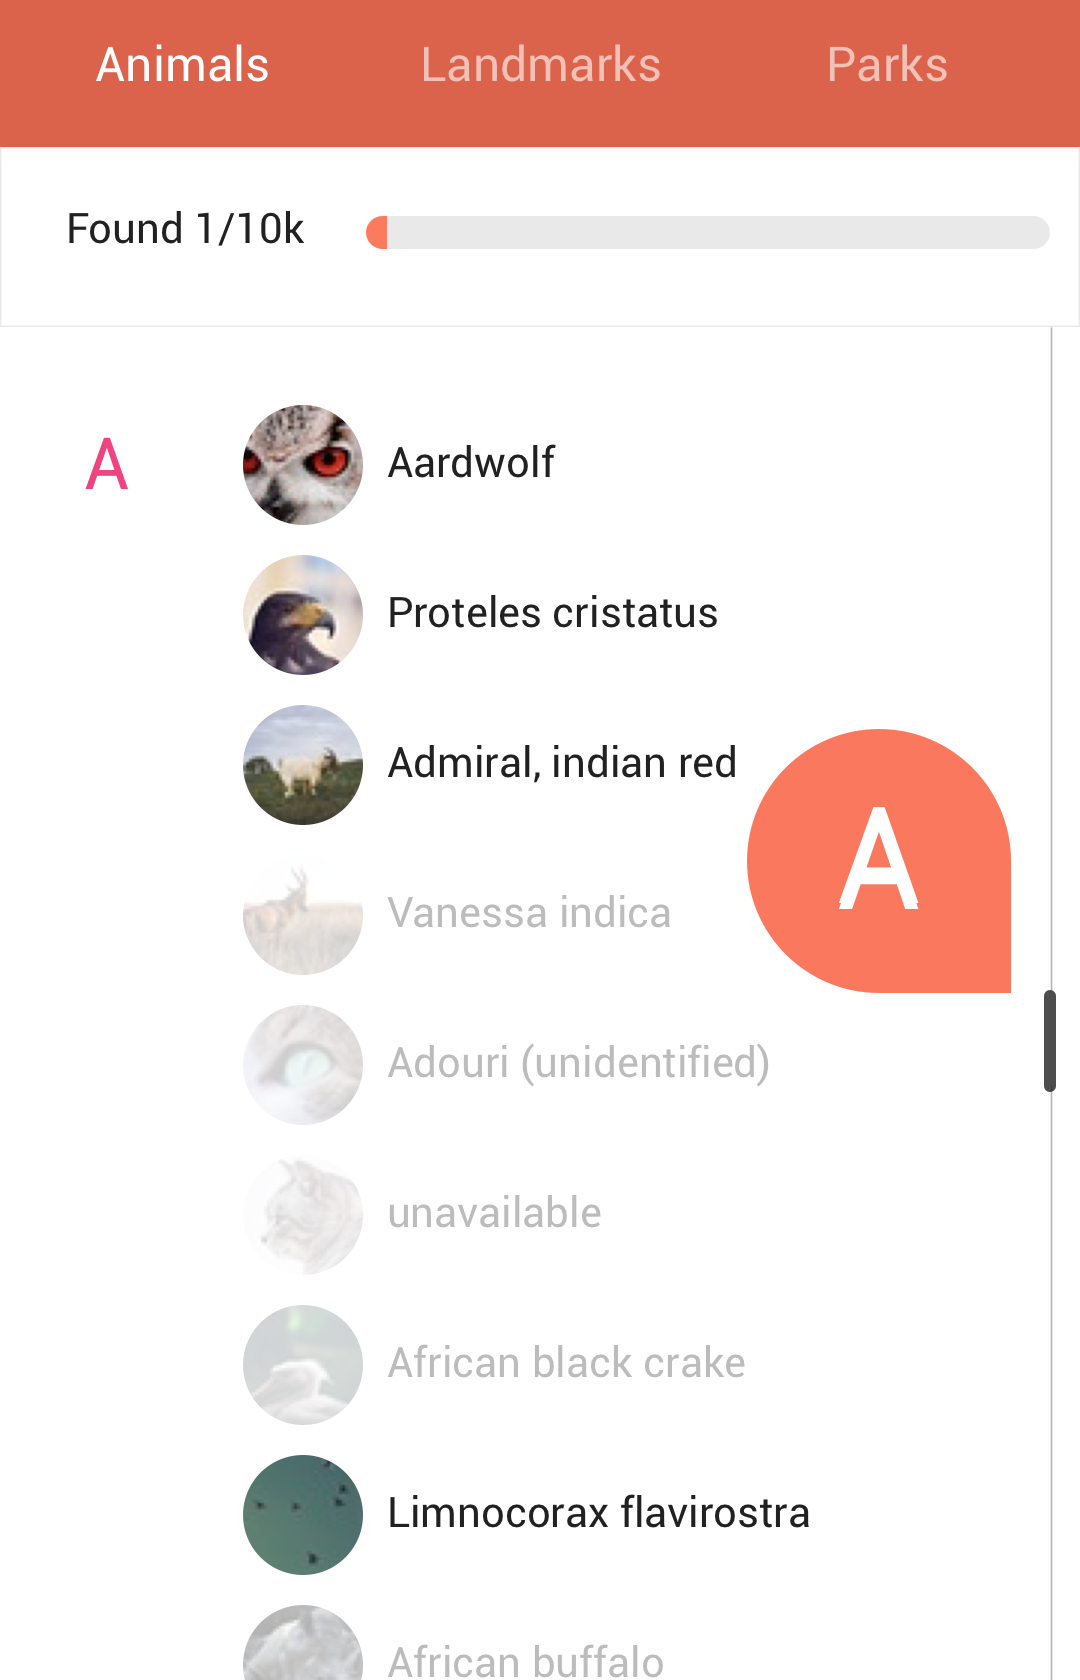 Animals Landmarks Parks
Found 1/10k
A Aardwolf
Proteles cristatus
Admiral, indian red
A
Vanessa indica
Adouri (unidentified)
unavailable
African black crake
Limnocorax flavirostra
African buffalo